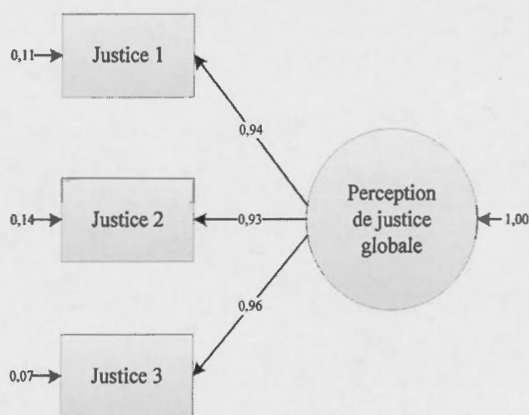 0,11
Justice 1
0,94
0,14
Justice 2
0,93
Perception
de justice
globale
1,00
0,96
0,07
Justice 3